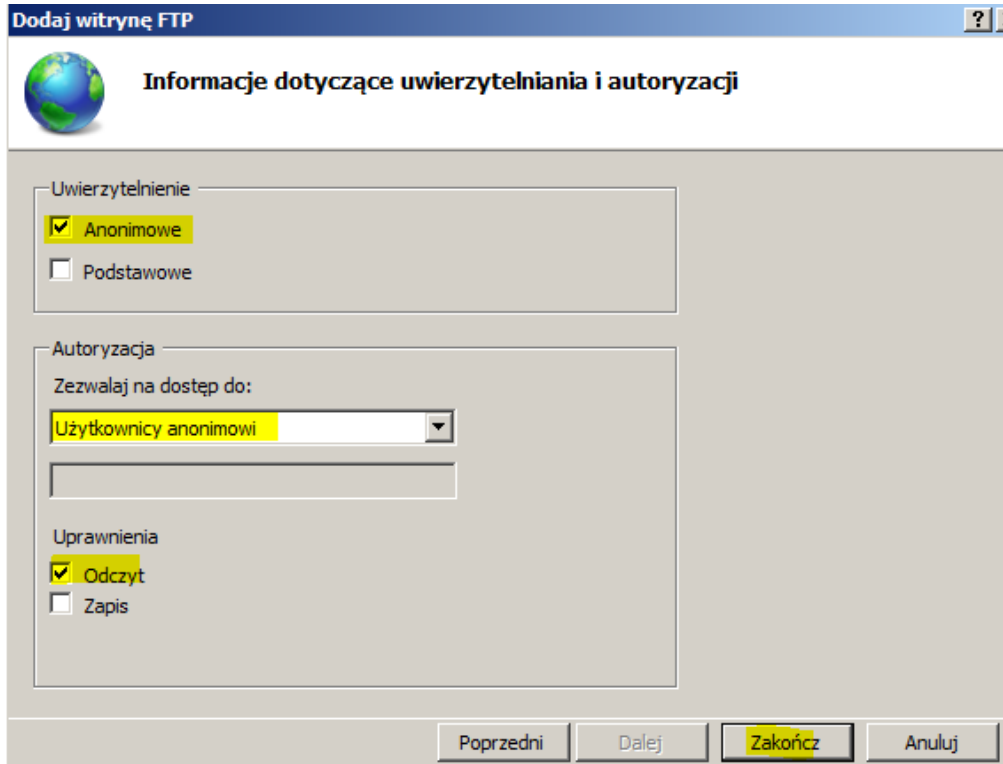 Dodaj witrynę FTP
?
Informacje dotyczące uwierzytelniania i autoryzacji
Uwierzytelnienie
Anonimowe
Podstawowe
Autoryzacja
Zezwalaj na dostęp do:
Użytkownicy anonimowi
Uprawnienia
Odczyt
Zapis
Poprzedni Dalej Zakończ Anuluj